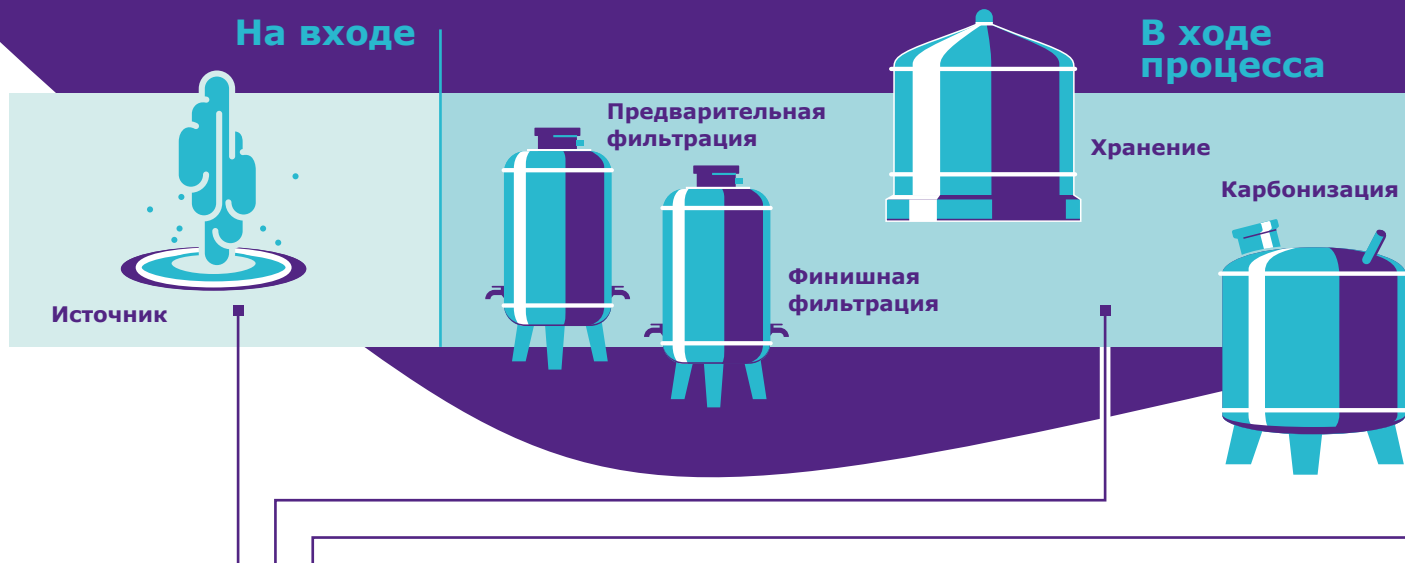 На входе
В ходе
процесса
Предварительная
фильтрация
Хранение
Карбонизация
Финишная
фильтрация
Источник